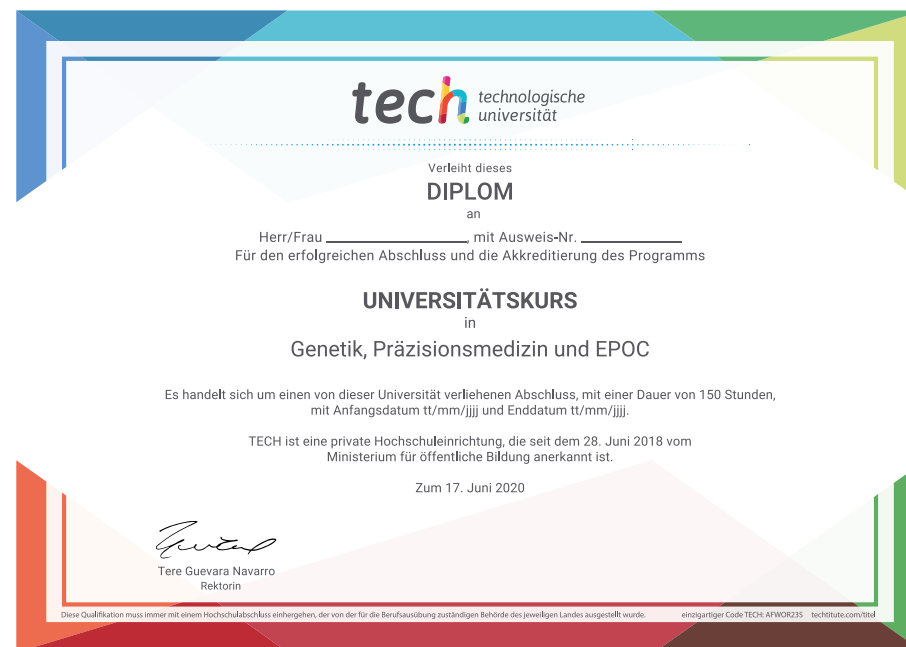 tech technologische
universität
Verleiht dieses
DIPLOM
an
Herr/Frau ____________________, mit Ausweis-Nr. ______________
Für den erfolgreichen Abschluss und die Akkreditierung des Programms
UNIVERSITÄTSKURS
in
Genetik, Präzisionsmedizin und EPOC
Es handelt sich um einen von dieser Universität verliehenen Abschluss, mit einer Dauer von 150 Stunden,
mit Anfangsdatum tt/mm/jjjj und Enddatum tt/mm/jjjj.
TECH ist eine private Hochschuleinrichtung, die seit dem 28. Juni 2018 vom
Ministerium für öffentliche Bildung anerkannt ist.
Zum 17. Juni 2020
Tere Guevara Navarro
Rektorin
Diese Qualifikation muss immer mit einem Hochschulabschluss einhergehen, der von der für die Berufsausübung zuständigen Behörde des jeweiligen Landes ausgestellt wurde. einzigartiger Code TECH: AFWOR23S techtitute.com/titel